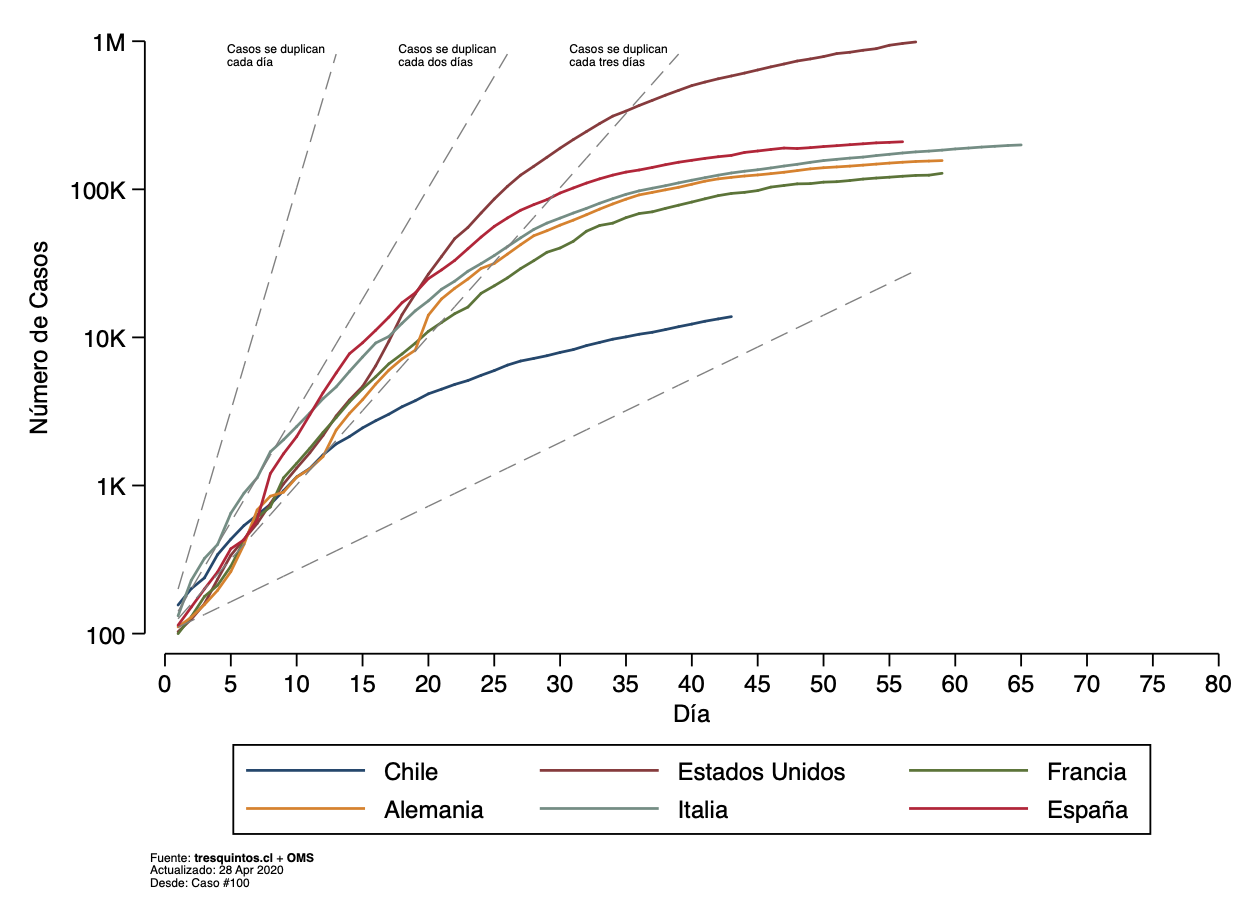 Casos se duplican
cada día
Casos se duplican
cada dos días
Casos se duplican
cada tres días
Número de Casos
1M
100K
10K
1K
100
0 5 10 15 20 25 30 35 40 45 50 55 60 65 70 75 80
Día
Chile Estados Unidos Francia
Alemania Italia España
Fuente: tresquintos.cl + OMS
Actualizado: 28 Apr 2020
Desde: Caso #100